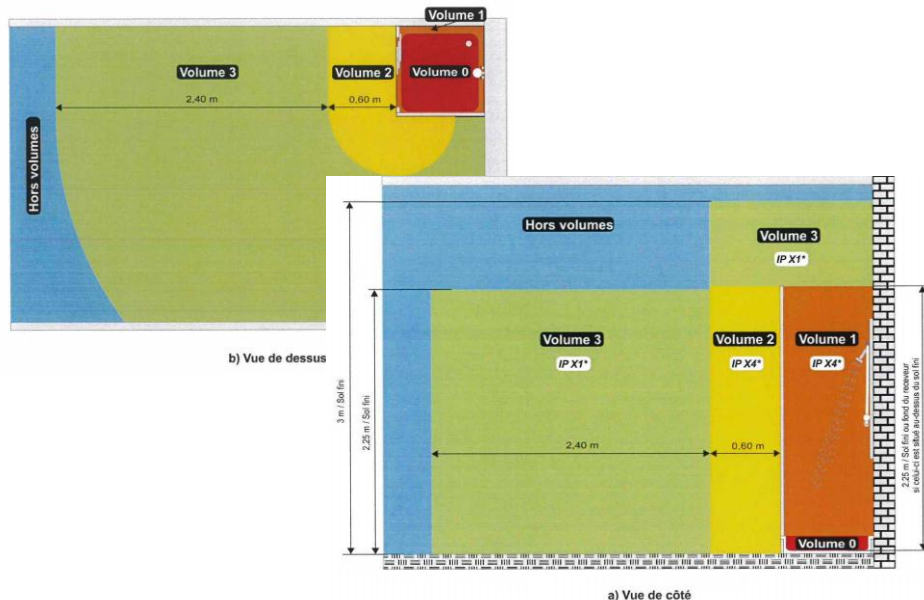 Volume 1
Volume 3
Volume 2
Volume 0
2,40 m
0,60 m
Hors volumes
b) Vue de dessus
Hors volumes
Volume 3
IP X1*
Volume 3
IP X1*
Volume 2
IP X4*
Volume 1
IP X4*
3 m / Sol fini
2,25 m / Sol fini
2,40 m
0,60 m
2,25 m / Sol fini ou fond du receveur
si celui-ci est situé au-dessus du sol fini
Volume 0
a) Vue de côté